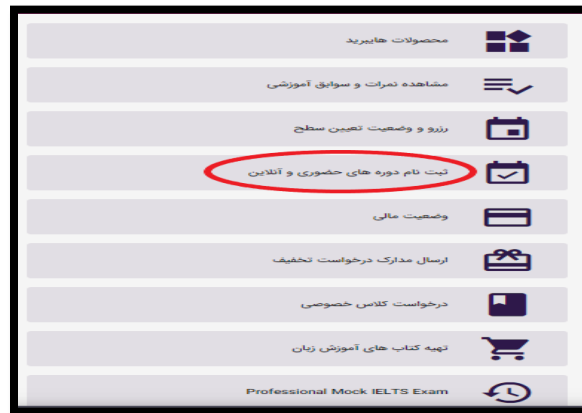 محصولات هایبرید
مشاهده نمرات و سوابق آموزشی
رزرو و وضعیت تعیین سطح
ثبت نام دوره های حضوری و آنلاین
وضعیت مالی
ارسال مدارک درخواست تخفیف
درخواست کلاس خصوصی
تهیه کتاب های آموزش زبان
Professional Mock IELTS Exam